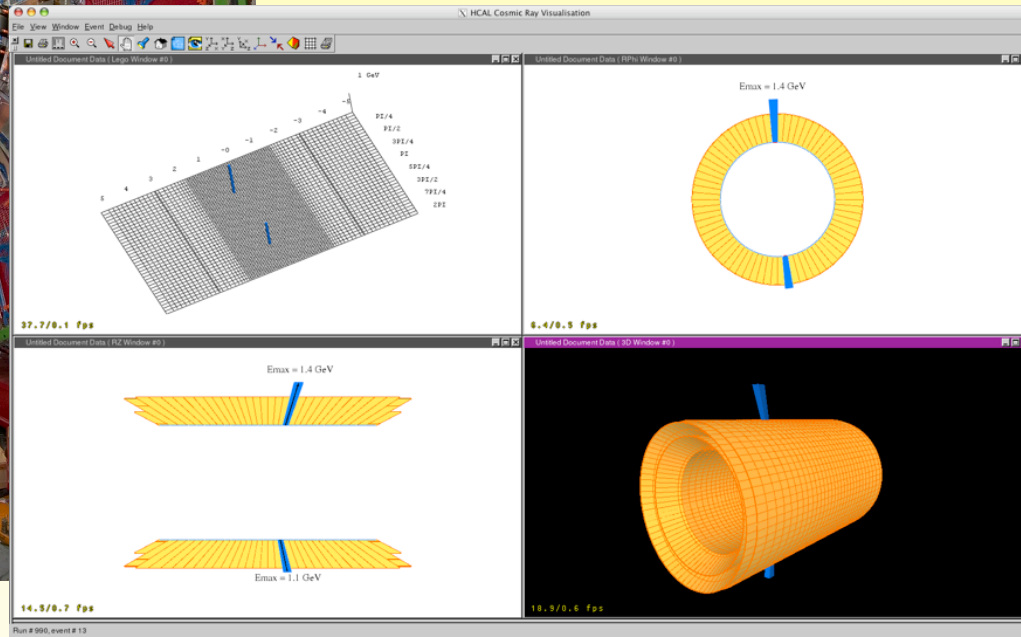 HCAL Cosmic Ray Visualisation
File View Window Event Debug Help
Untitled Document Data ( Lego Window #0 )
1 GeV
-5
-4
-3
-2
-1
-0
1
2
3
4
5
PI/4
PI/2
3PI/4
PI
5PI/4
3PI/2
7PI/4
2PI
37.7/0.1 fps
Untitled Document Data ( RPhi Window #0 )
Emax = 1.4 GeV
6.4/0.5 fps
Untitled Document Data ( RZ Window #0 )
Emax = 1.4 GeV
Emax = 1.1 GeV
14.5/0.7 fps
Untitled Document Data ( 3D Window #0 )
18.9/0.6 fps
Run # 990, event # 13